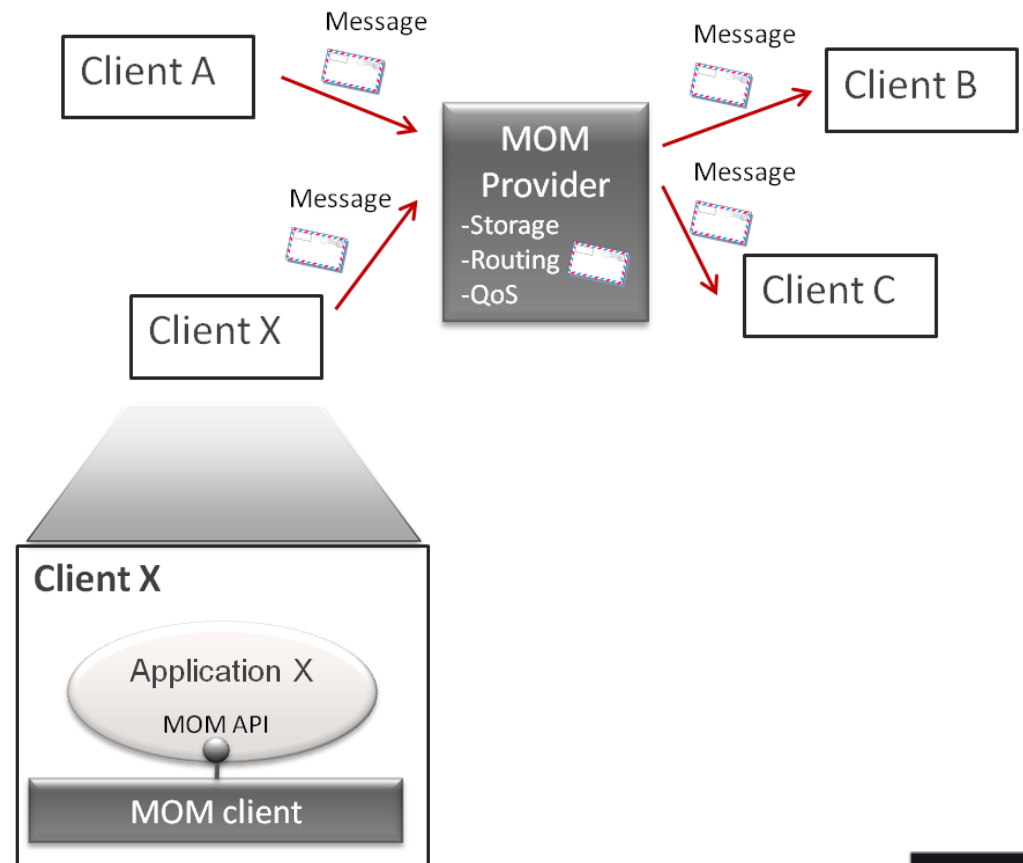 Message
Client A
Message
Client B
MOM
Provider
-Storage
-Routing
-QoS
Message
Message
Client X
Client C
Client X
Application X
MOM API
MOM client